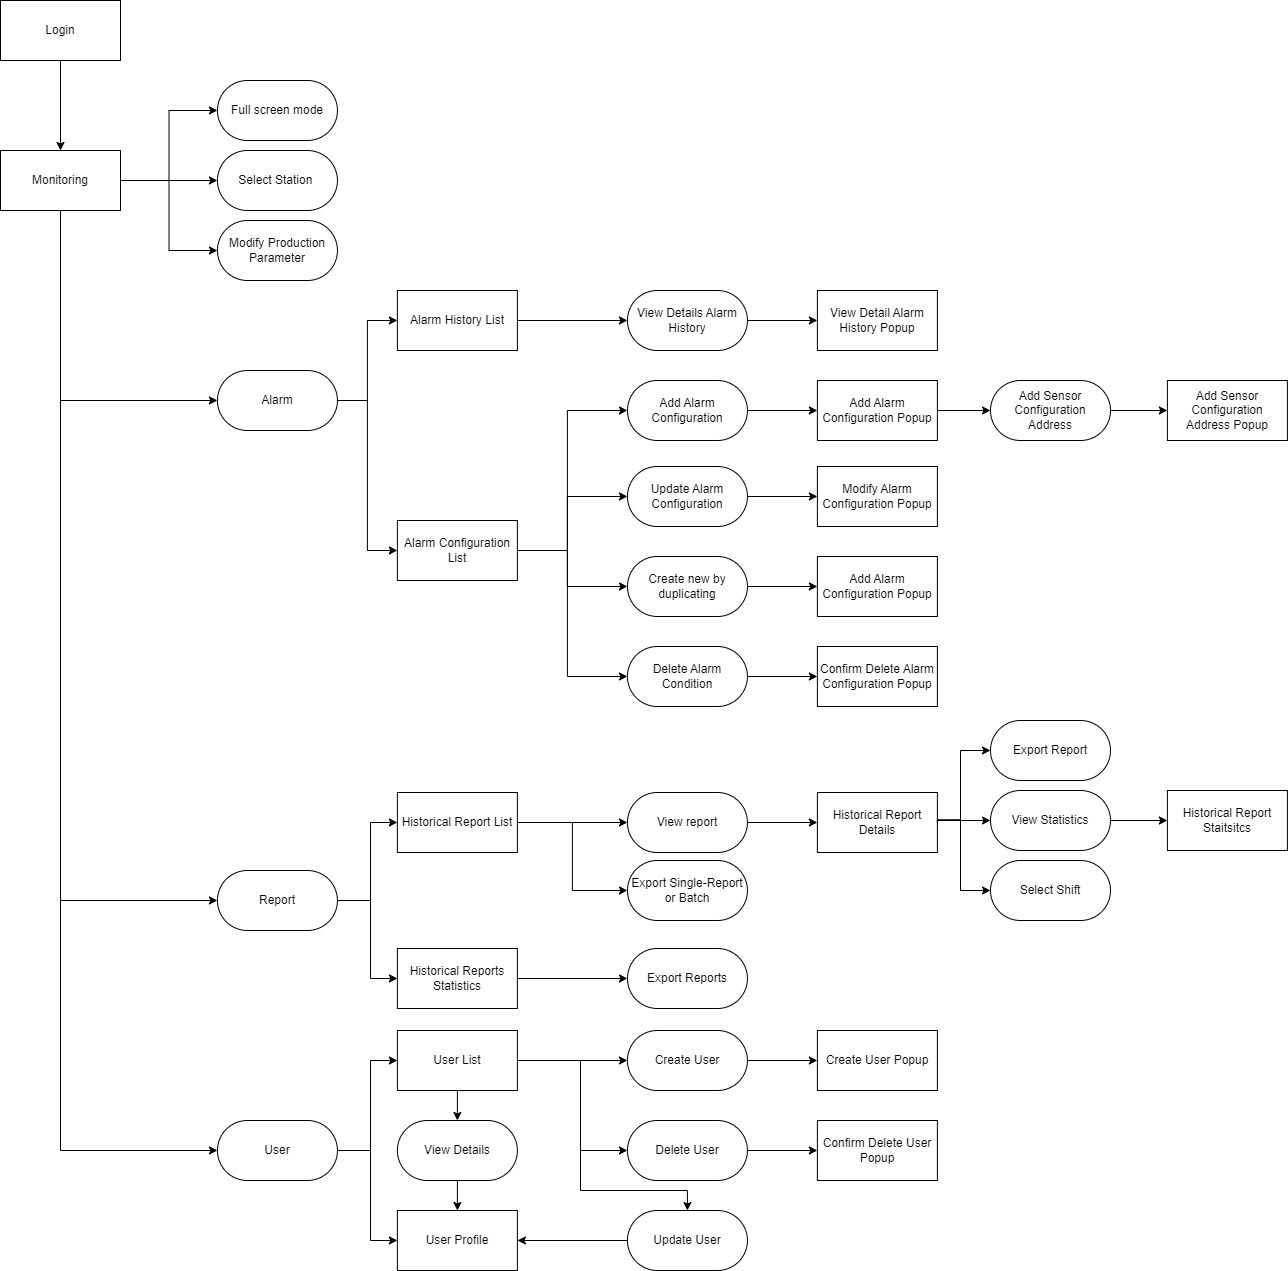 Login
Full screen mode
Monitoring
Select Station
Modify Production
Parameter
Alarm History List
View Details Alarm
History
View Detail Alarm
History Popup
Alarm
Add Alarm
Configuration
Add Alarm
Configuration Popup
Add Sensor
Configuration
Address
Add Sensor
Configuration
Address Popup
Update Alarm
Configuration
Modify Alarm
Configuration Popup
Alarm Configuration
List
Create new by
duplicating
Add Alarm
Configuration Popup
Delete Alarm
Condition
Confirm Delete Alarm
Configuration Popup
Export Report
Historical Report List
View report
Historical Report
Details
View Statistics
Historical Report
Staitsitcs
Export Single-Report
or Batch
Select Shift
Report
Historical Reports
Statistics
Export Reports
User List
Create User
Create User Popup
User
View Details
Delete User
Confirm Delete User
Popup
User Profile
Update User